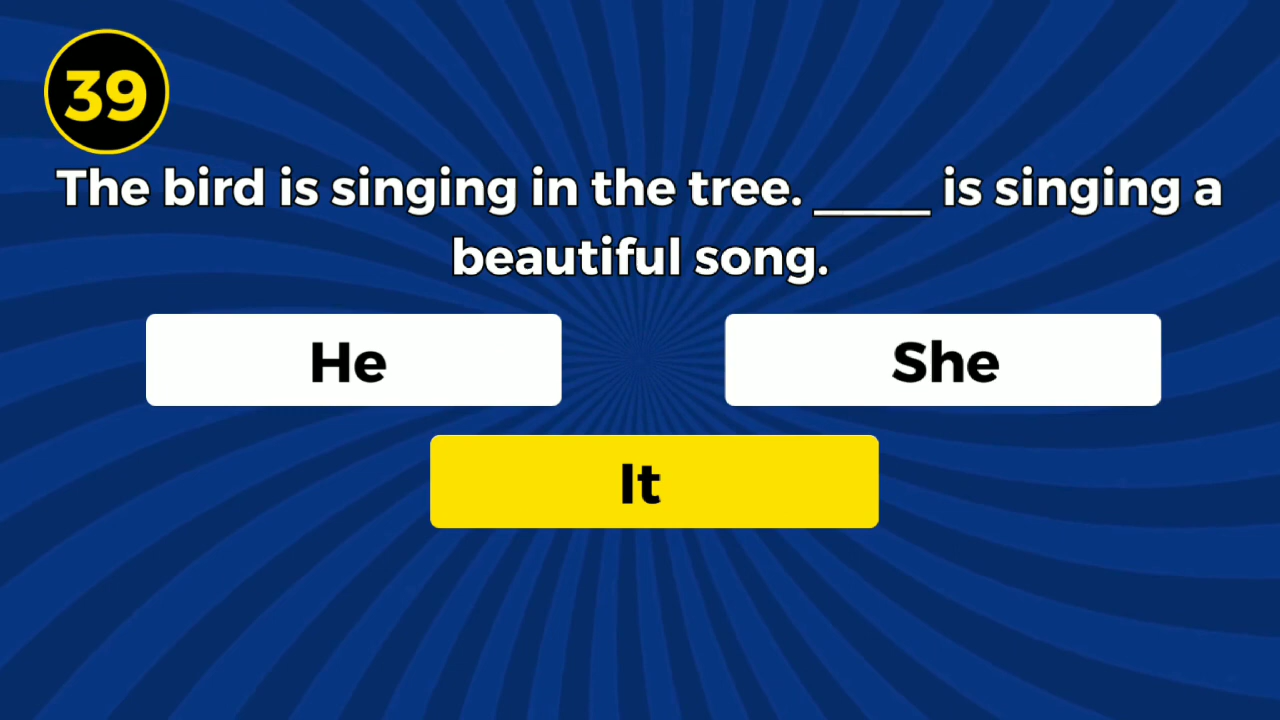 39
The bird is singing in the tree. _____ is singing a
beautiful song.
He
She
It